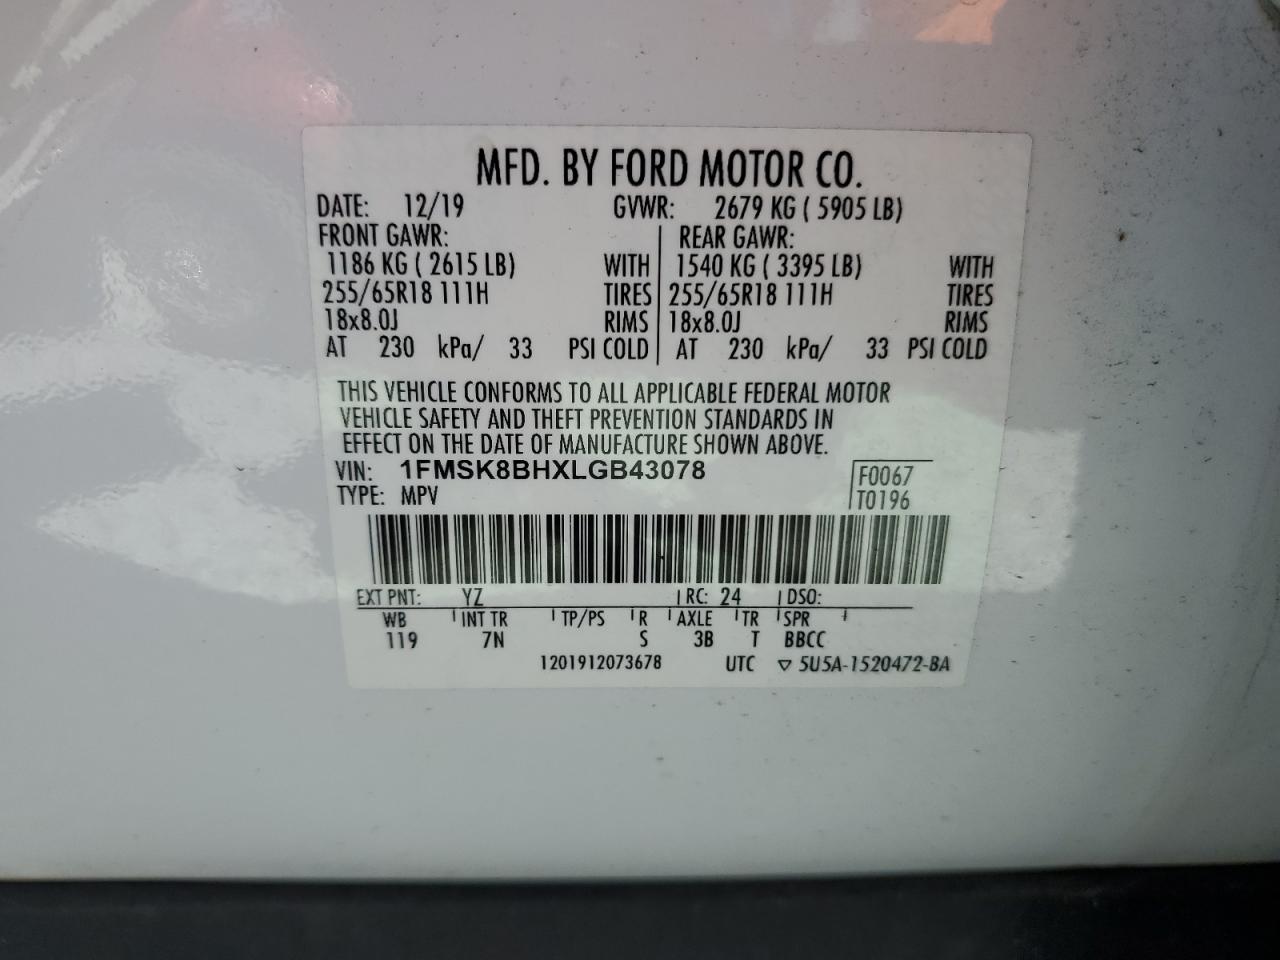 MFD. BY FORD MOTOR CO.
DATE: 12/19 GVWR: 2679 KG ( 5905 LB)
FRONT GAWR: REAR GAWR:
1186 KG ( 2615 LB) WITH 1540 KG ( 3395 LB) WITH
255/65R18 111H TIRES 255/65R18 111H TIRES
18x8.0J RIMS 18x8.0J RIMS
AT 230 kPa/ 33 PSI COLD AT 230 kPa/ 33 PSI COLD
THIS VEHICLE CONFORMS TO ALL APPLICABLE FEDERAL MOTOR
VEHICLE SAFETY AND THEFT PREVENTION STANDARDS IN
EFFECT ON THE DATE OF MANUFACTURE SHOWN ABOVE.
VIN: 1FMSK8BHXLGB43078 F0067
TYPE: MPV T0196
EXT PNT: YZ RC: 24 DSO:
WB INT TR TP/PS R AXLE TR SPR
119 7N S 3B T BBCC
1201912073678 UTC ▽ 5U5A-1520472-BA